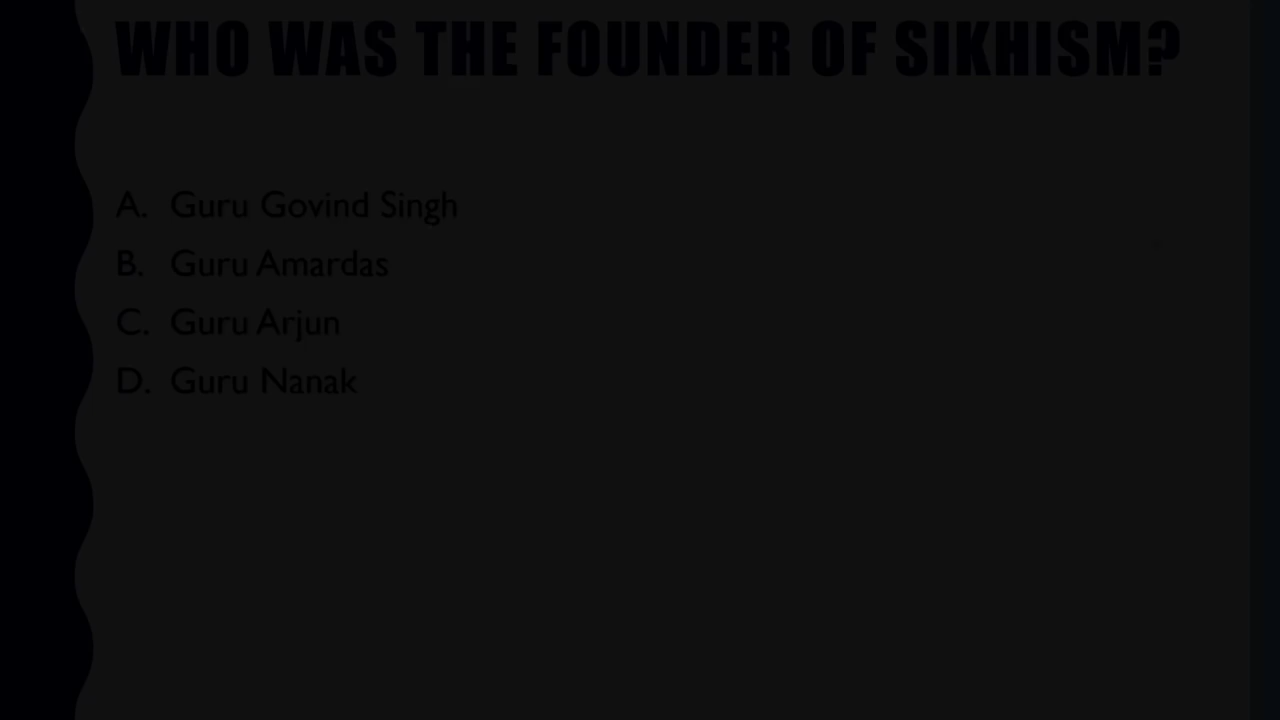 WHO WAS THE FOUNDER OF SIKHISM?
A. Guru Govind Singh
B. Guru Amardas
C. Guru Arjun
D. Guru Nanak